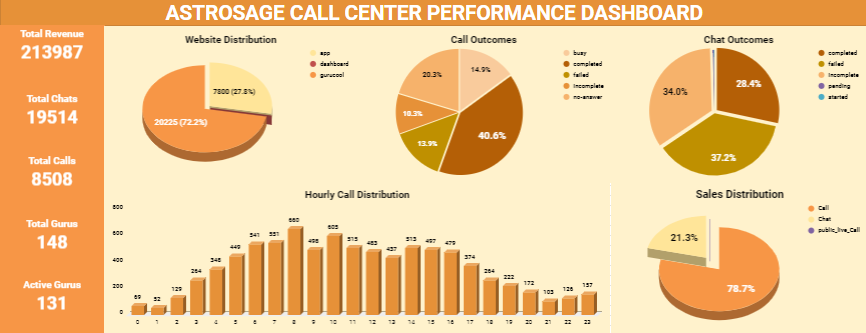 ASTROSAGE CALL CENTER PERFORMANCE DASHBOARD
Total Revenue
213987
Total Chats
19514
Total Calls
8508
Total Gurus
148
Active Gurus
131
Website Distribution
app
dashboard
gurucool
7800 (27.8%)
20225 (72.2%)
Call Outcomes
busy
completed
failed
incomplete
no-answer
14.9%
20.3%
10.3%
13.9%
40.6%
Chat Outcomes
completed
failed
incomplete
pending
started
28.4%
34.0%
37.2%
Hourly Call Distribution
800
600
400
200
0
69 52 129 264 348 449 541 551 660 498 605 515 483 437 513 497 479 374 264 222 172 103 126 157
0 1 2 3 4 5 6 7 8 9 10 11 12 13 14 15 16 17 18 19 20 21 22 23
Sales Distribution
Call
Chat
public_live_Call
21.3%
78.7%